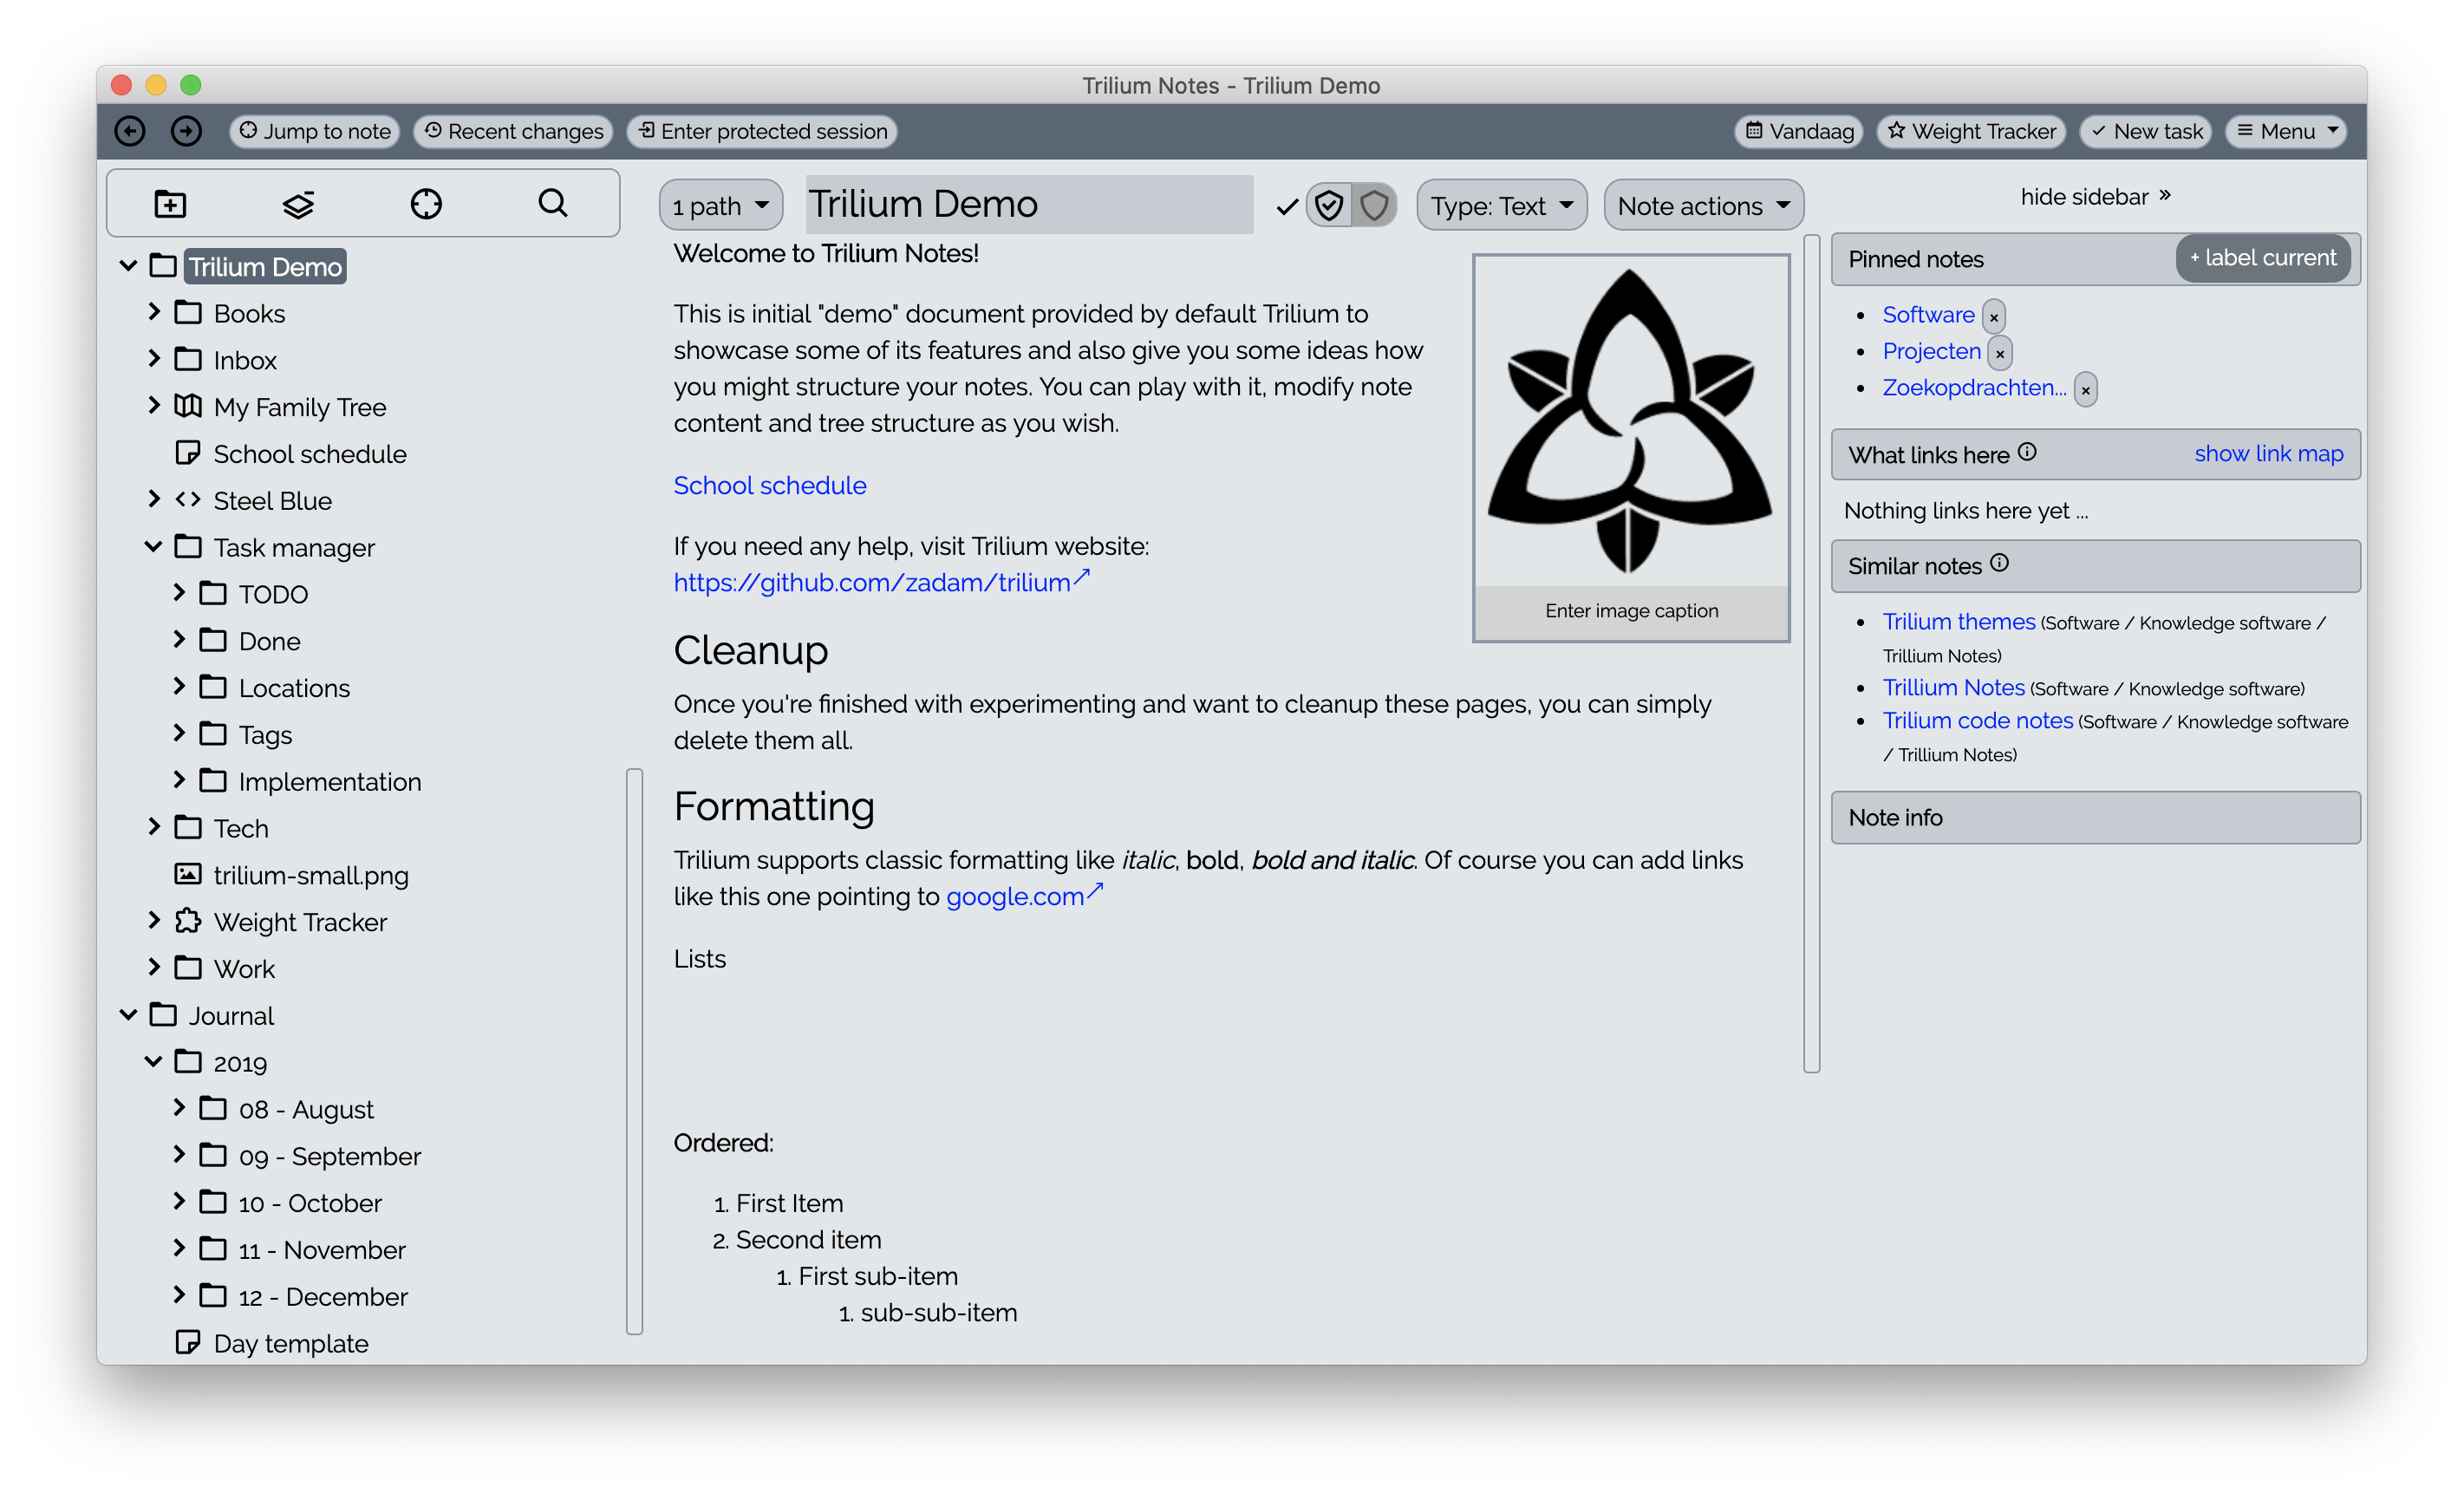 Trilium Notes - Trilium Demo
Jump to note
Recent changes
Enter protected session
Vandaag
Weight Tracker
New task
Menu
Trilium Demo
Books
Inbox
My Family Tree
School schedule
Steel Blue
Task manager
TODO
Done
Locations
Tags
Implementation
Tech
trilium-small.png
Weight Tracker
Work
Journal
2019
08 - August
09 - September
10 - October
11 - November
12 - December
Day template
1 path
Trilium Demo
Type: Text
Note actions
Welcome to Trilium Notes!
This is initial "demo" document provided by default Trilium to
showcase some of its features and also give you some ideas how
you might structure your notes. You can play with it, modify note
content and tree structure as you wish.
School schedule
If you need any help, visit Trilium website:
https://github.com/zadam/trilium
Enter image caption
Cleanup
Once you're finished with experimenting and want to cleanup these pages, you can simply
delete them all.
Formatting
Trilium supports classic formatting like italic, bold, bold and italic. Of course you can add links
like this one pointing to google.com
Lists
Ordered:
1. First Item
2. Second item
1. First sub-item
1. sub-sub-item
hide sidebar »
Pinned notes
+ label current
Software ×
Projecten ×
Zoekopdrachten... ×
What links here
show link map
Nothing links here yet ...
Similar notes
Trilium themes (Software / Knowledge software /
Trillium Notes)
Trillium Notes (Software / Knowledge software)
Trilium code notes (Software / Knowledge software
/ Trillium Notes)
Note info